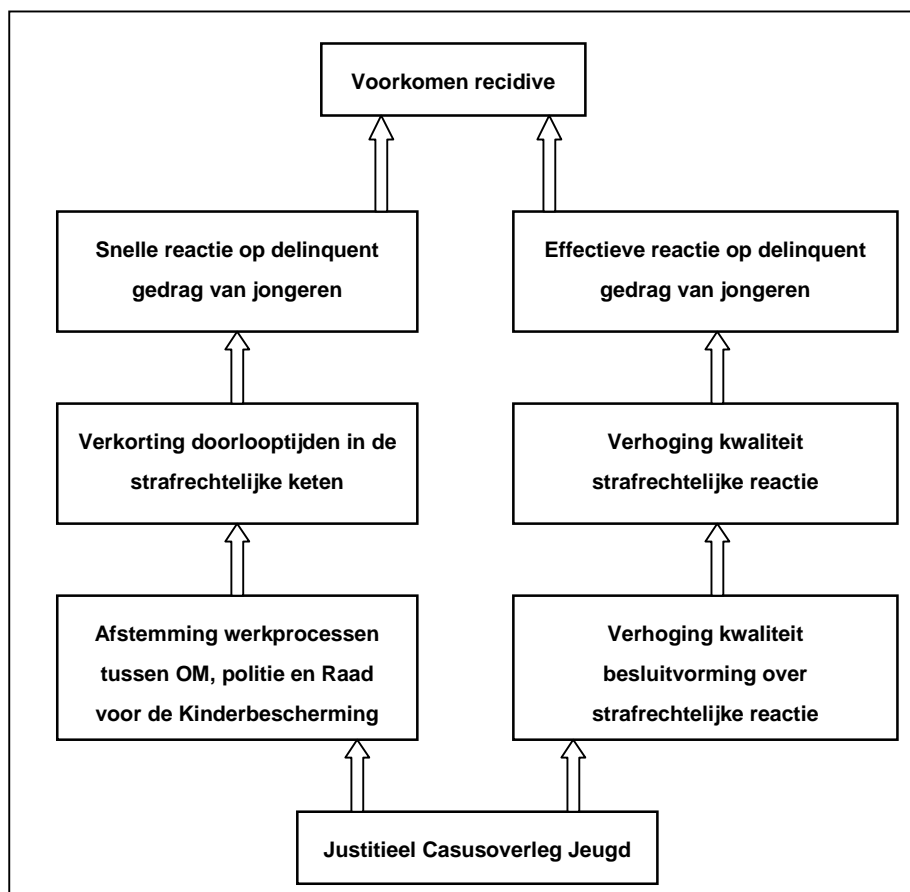 Voorkomen recidive
Snelle reactie op delinquent
gedrag van jongeren
Effectieve reactie op delinquent
gedrag van jongeren
Verkorting doorlooptijden in de
strafrechtelijke keten
Verhoging kwaliteit
strafrechtelijke reactie
Afstemming werkprocessen
tussen OM, politie en Raad
voor de Kinderbescherming
Verhoging kwaliteit
besluitvorming over
strafrechtelijke reactie
Justitieel Casusoverleg Jeugd